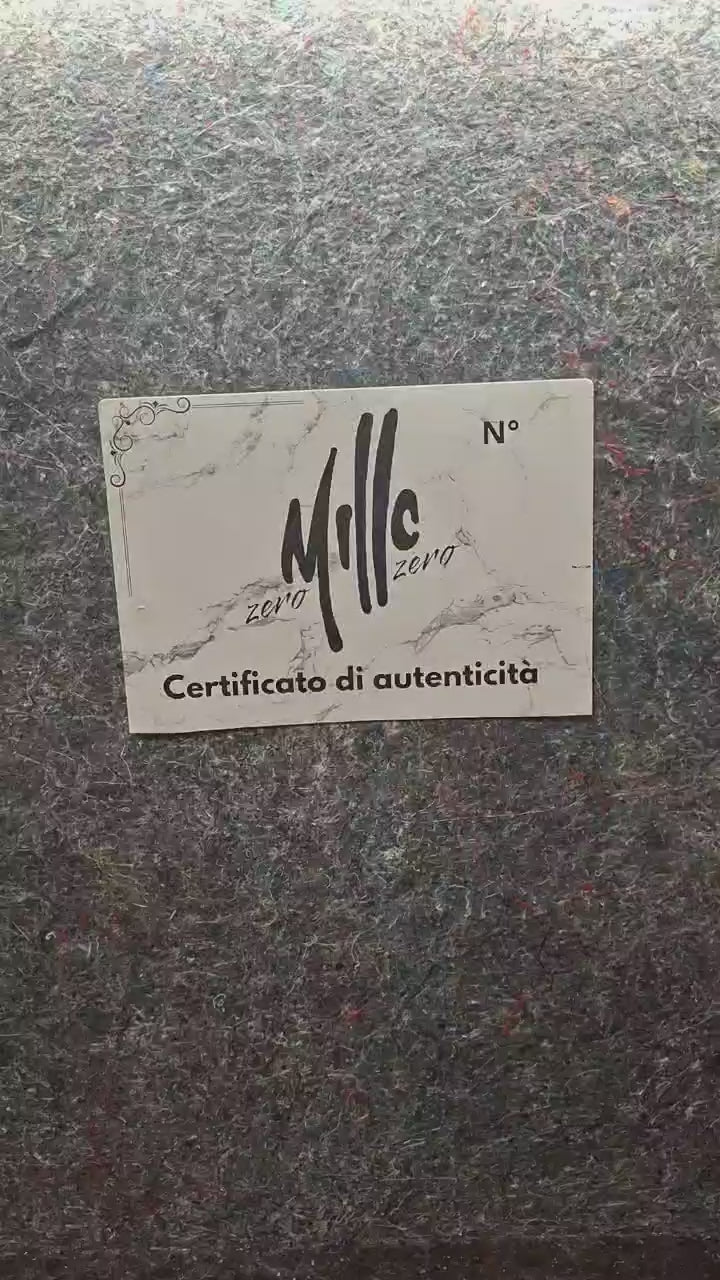 N°
Mille
zero zero
Certificato di autenticità